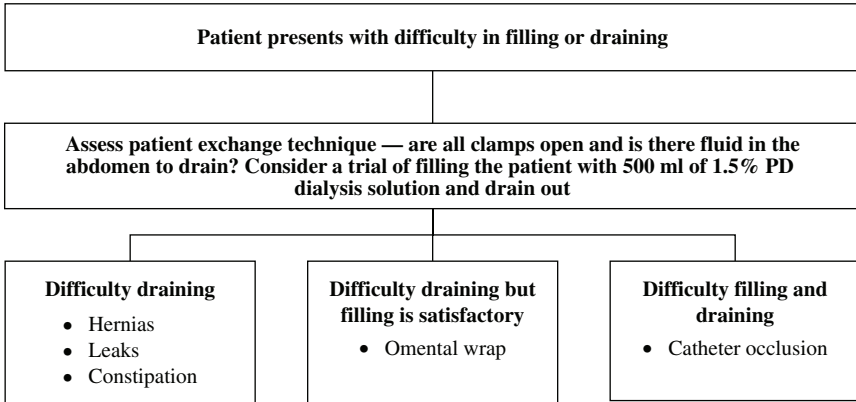 Patient presents with difficulty in filling or draining
Assess patient exchange technique — are all clamps open and is there fluid in the
abdomen to drain? Consider a trial of filling the patient with 500 ml of 1.5% PD
dialysis solution and drain out
Difficulty draining
• Hernias
• Leaks
• Constipation
Difficulty draining but
filling is satisfactory
• Omental wrap
Difficulty filling and
draining
• Catheter occlusion